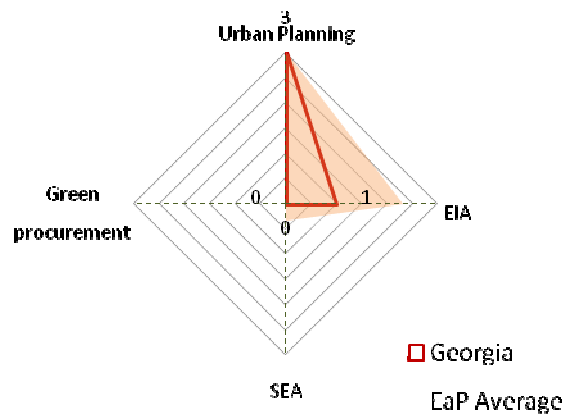 3
Urban Planning
0
1
Green
procurement
EIA
0
Georgia
SEA
EaP Average